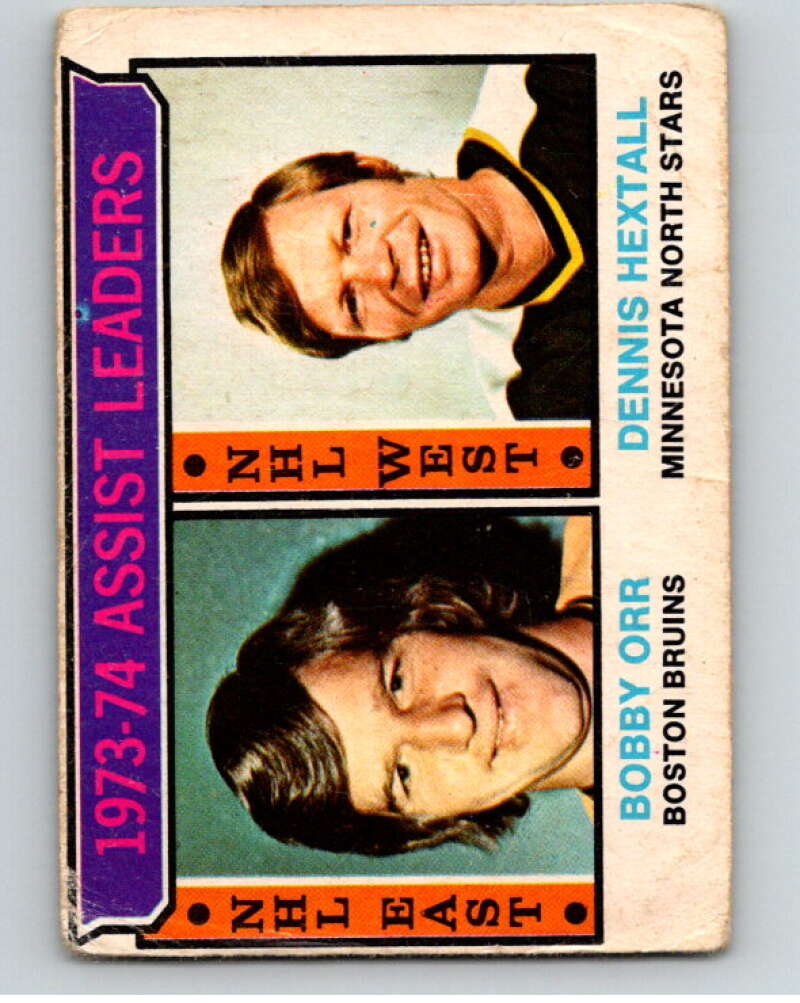 1973-74 ASSIST LEADERS
NHL EAST
NHL WEST
BOBBY ORR
BOSTON BRUINS
DENNIS HEXTALL
MINNESOTA NORTH STARS